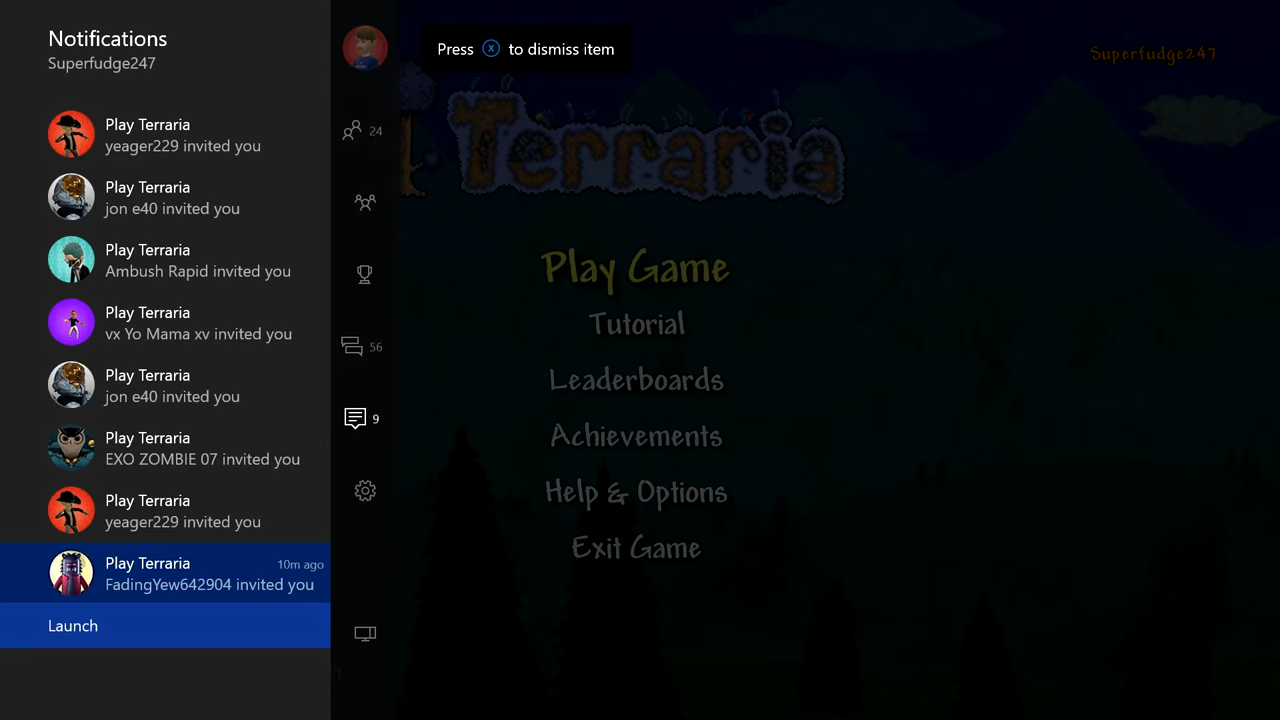 Notifications
Superfudge247
Play Terraria
yeager229 invited you
Play Terraria
jon e40 invited you
Play Terraria
Ambush Rapid invited you
Play Terraria
vx Yo Mama xv invited you
Play Terraria
jon e40 invited you
Play Terraria
EXO ZOMBIE 07 invited you
Play Terraria
yeager229 invited you
Play Terraria 10m ago
FadingYew642904 invited you
Launch
24
56
9
Press X to dismiss item
Superfudge247
Terraria
Play Game
Tutorial
Leaderboards
Achievements
Help & Options
Exit Game